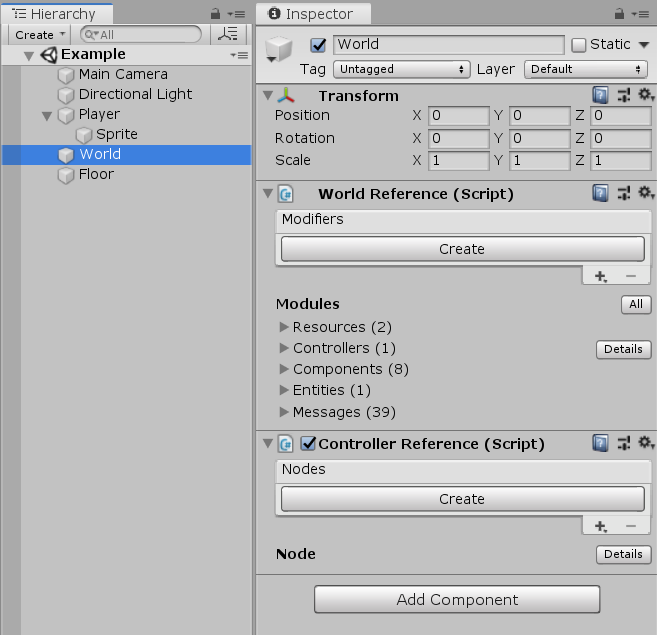 Hierarchy
Create
All
Example
Main Camera
Directional Light
Player
Sprite
World
Floor
Inspector
World
Static
Tag Untagged Layer Default
Transform
Position X 0 Y 0 Z 0
Rotation X 0 Y 0 Z 0
Scale X 1 Y 1 Z 1
World Reference (Script)
Modifiers
Create
Modules All
Resources (2)
Controllers (1) Details
Components (8)
Entities (1)
Messages (39)
Controller Reference (Script)
Nodes
Create
Node Details
Add Component